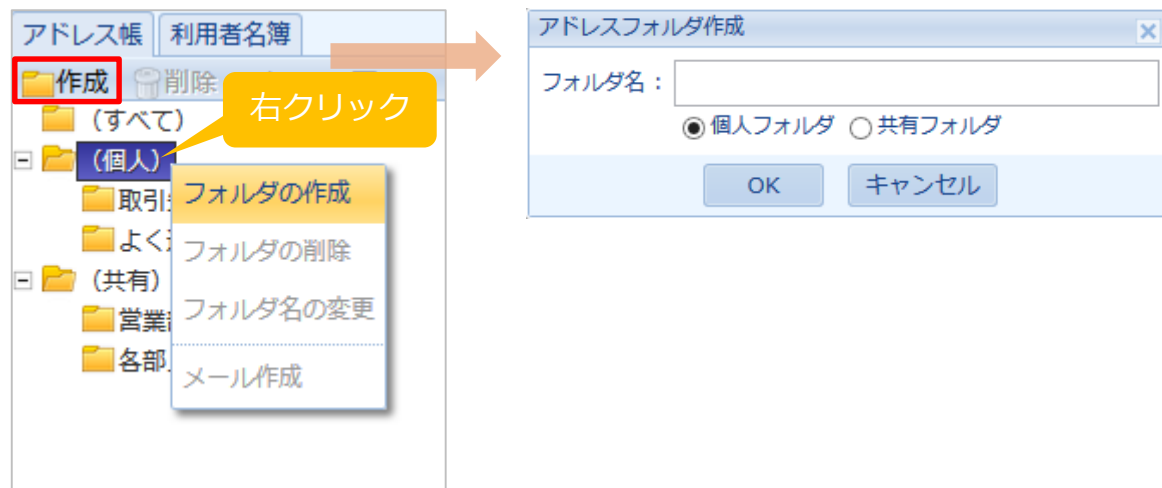 アドレス帳 利用者名簿
作成 削除
右クリック
(すべて)
(個人)
取引
よく
(共有)
営業
各部
フォルダの作成
フォルダの削除
フォルダ名の変更
メール作成
アドレスフォルダ作成
フォルダ名:
個人フォルダ 共有フォルダ
OK キャンセル